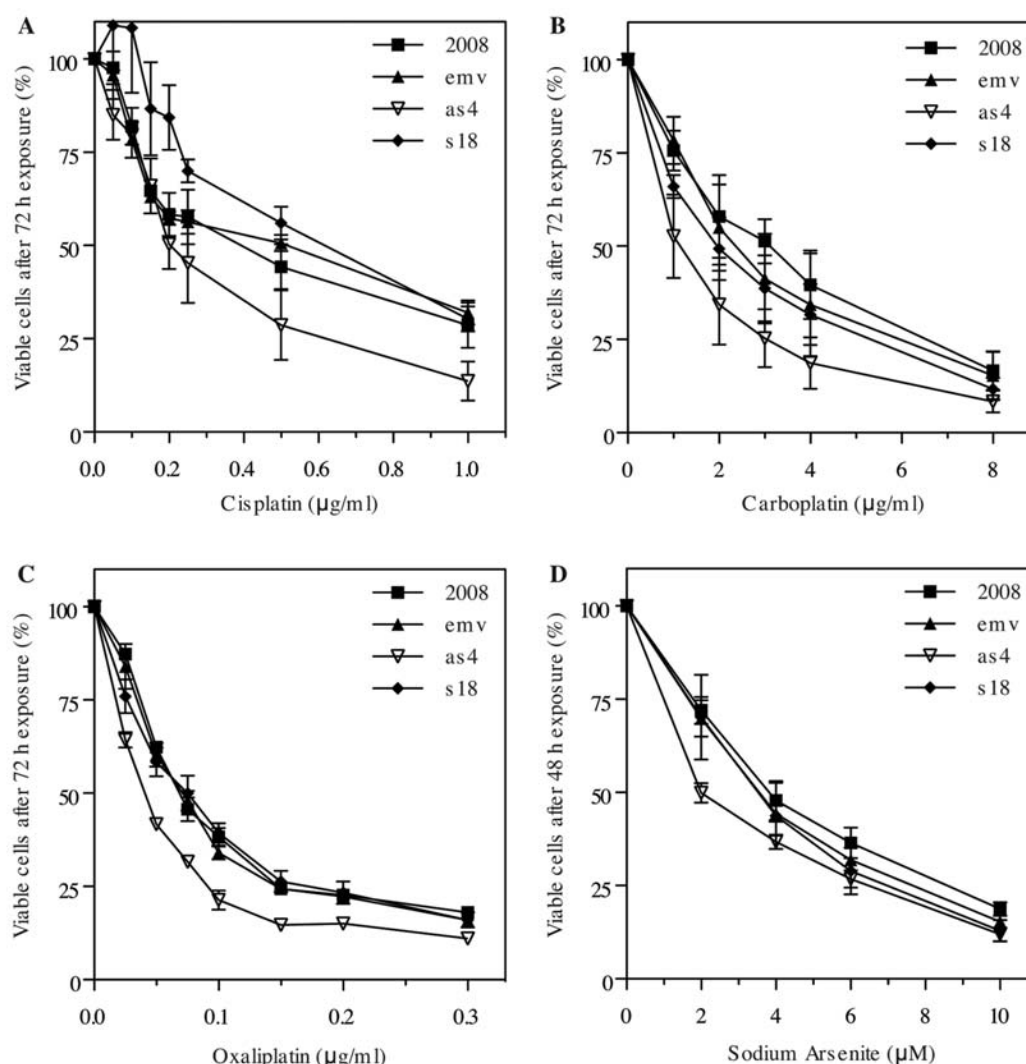 A
Viable cells after 72 h exposure (%)
100
75
50
25
0
0.0 0.2 0.4 0.6 0.8 1.0
Cisplatin (μg/ml)
2008
emv
as4
s18
B
Viable cells after 72 h exposure (%)
100
75
50
25
0
0 2 4 6 8
Carboplatin (μg/ml)
2008
emv
as4
s18
C
Viable cells after 72 h exposure (%)
100
75
50
25
0
0.0 0.1 0.2 0.3
Oxaliplatin (μg/ml)
2008
emv
as4
s18
D
Viable cells after 48 h exposure (%)
100
75
50
25
0
0 2 4 6 8 10
Sodium Arsenite (μM)
2008
emv
as4
s18